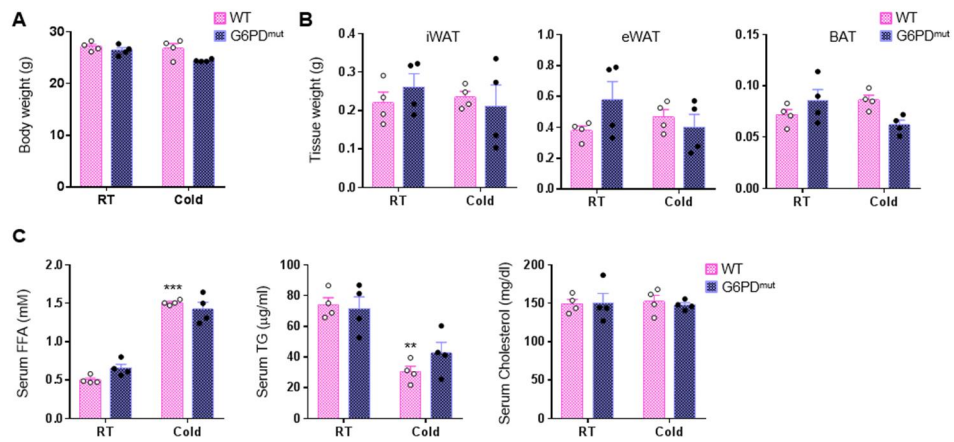 A
WT
G6PDmut
Body weight (g)
30
20
10
0
RT
Cold
B
WT
G6PDmut
Tissue weight (g)
iWAT
0.4
0.3
0.2
0.1
0.0
RT
Cold
eWAT
1.0
0.8
0.6
0.4
0.2
0.0
RT
Cold
BAT
0.15
0.10
0.05
0.00
RT
Cold
C
Serum FFA (mM)
2.0
1.5
1.0
0.5
0.0
***
RT
Cold
Serum TG (µg/ml)
100
80
60
40
20
0
**
RT
Cold
Serum Cholesterol (mg/dl)
200
150
100
50
0
RT
Cold
WT
G6PDmut